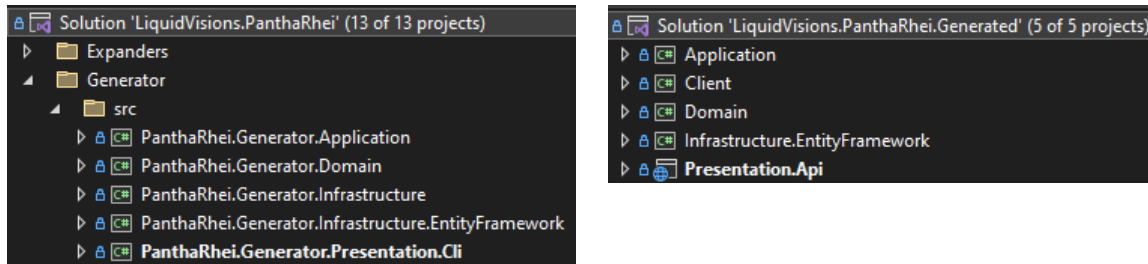 Solution 'LiquidVisions.PanthaRhei' (13 of 13 projects)
Expanders
Generator
src
C# PanthaRhei.Generator.Application
C# PanthaRhei.Generator.Domain
C# PanthaRhei.Generator.Infrastructure
C# PanthaRhei.Generator.Infrastructure.EntityFramework
C# PanthaRhei.Generator.Presentation.Cli
Solution 'LiquidVisions.PanthaRhei.Generated' (5 of 5 projects)
C# Application
C# Client
C# Domain
C# Infrastructure.EntityFramework
Presentation.Api